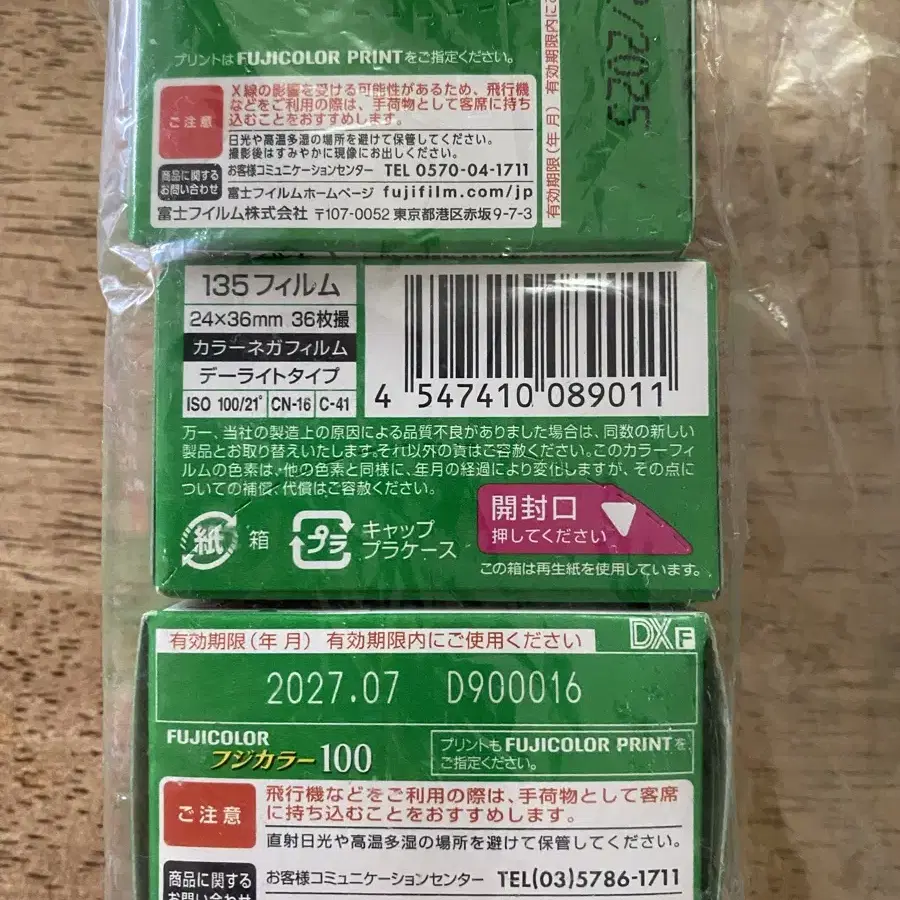 プリントはFUJICOLOR PRINTをご指定ください。
ご注意
X線の影響を受ける可能性があるため、飛行機
などをご利用の際は、手荷物として客席に持ち
込むことをおすすめします。
日光や高温多湿の場所を避けて保管してください。
撮影後はすみやかに現像にお出しください。
商品に関する
お問い合わせ
お客様コミュニケーションセンター TEL 0570-04-1711
富士フイルムホームページ fujifilm.com/jp
富士フイルム株式会社 〒107-0052 東京都港区赤坂9-7-3
有効期限(年 月) 有効期限内に
/2025
135フィルム
24×36mm 36枚撮
カラーネガフィルム
デーライトタイプ
ISO 100/21° CN-16 C-41
4 547410 089011
万一、当社の製造上の原因による品質不良がありました場合は、同数の新しい
製品とお取り替えいたします。それ以外の責はご容赦ください。このカラーフィ
ルムの色素は、他の色素と同様に、年月の経過により変化しますが、その点に
ついての補償、代償はご容赦ください。
紙 箱
プラ
キャップ
プラケース
開封口
押してください
この箱は再生紙を使用しています。
有効期限(年 月) 有効期限内にご使用ください
DXF
2027.07 D900016
FUJICOLOR
フジカラー100
プリントも FUJICOLOR PRINTを
ご指定ください。
ご注意
飛行機などをご利用の際は、手荷物として客席
に持ち込むことをおすすめします。
直射日光や高温多湿の場所を避けて保管してください。
商品に関する
お問い合わせ
お客様コミュニケーションセンター TEL(03)5786-1711